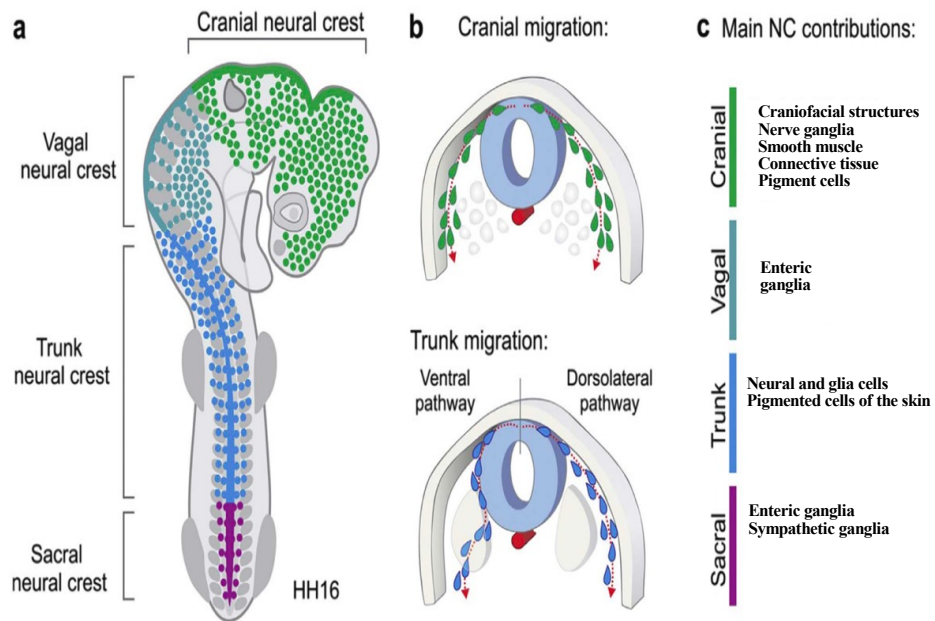 a
Cranial neural crest
Vagal
neural crest
Trunk
neural crest
Sacral
neural crest
HH16
b
Cranial migration:
Trunk migration:
Ventral
pathway
Dorsolateral
pathway
c Main NC contributions:
Cranial
Craniofacial structures
Nerve ganglia
Smooth muscle
Connective tissue
Pigment cells
Vagal
Enteric
ganglia
Trunk
Neural and glia cells
Pigmented cells of the skin
Sacral
Enteric ganglia
Sympathetic ganglia